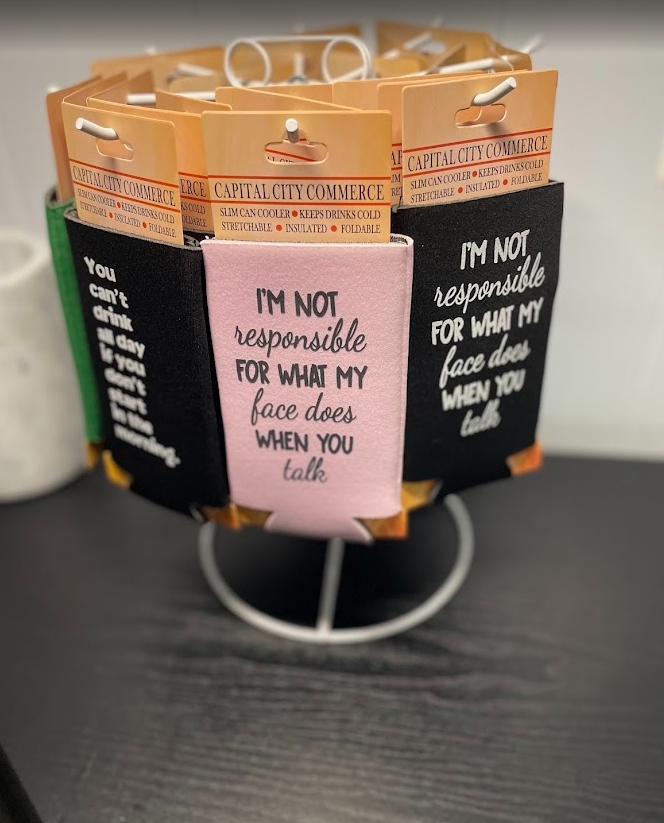 CAPITAL CITY COMMERCE
SLIM CAN COOLER • KEEPS DRINKS COLD
STRETCHABLE • INSULATED • FOLDABLE
You
can't
drink
all day
if you
don't
start
in the
morning.
ERCE
COLD
FOLDABLE
CAPITAL CITY COMMERCE
SLIM CAN COOLER • KEEPS DRINKS COLD
STRETCHABLE • INSULATED • FOLDABLE
I'M NOT
responsible
FOR WHAT MY
face does
WHEN YOU
talk
CAPITAL CITY COMMERCE
SLIM CAN COOLER • KEEPS DRINKS COLD
STRETCHABLE • INSULATED • FOLDABLE
I'M NOT
responsible
FOR WHAT MY
face does
WHEN YOU
talk